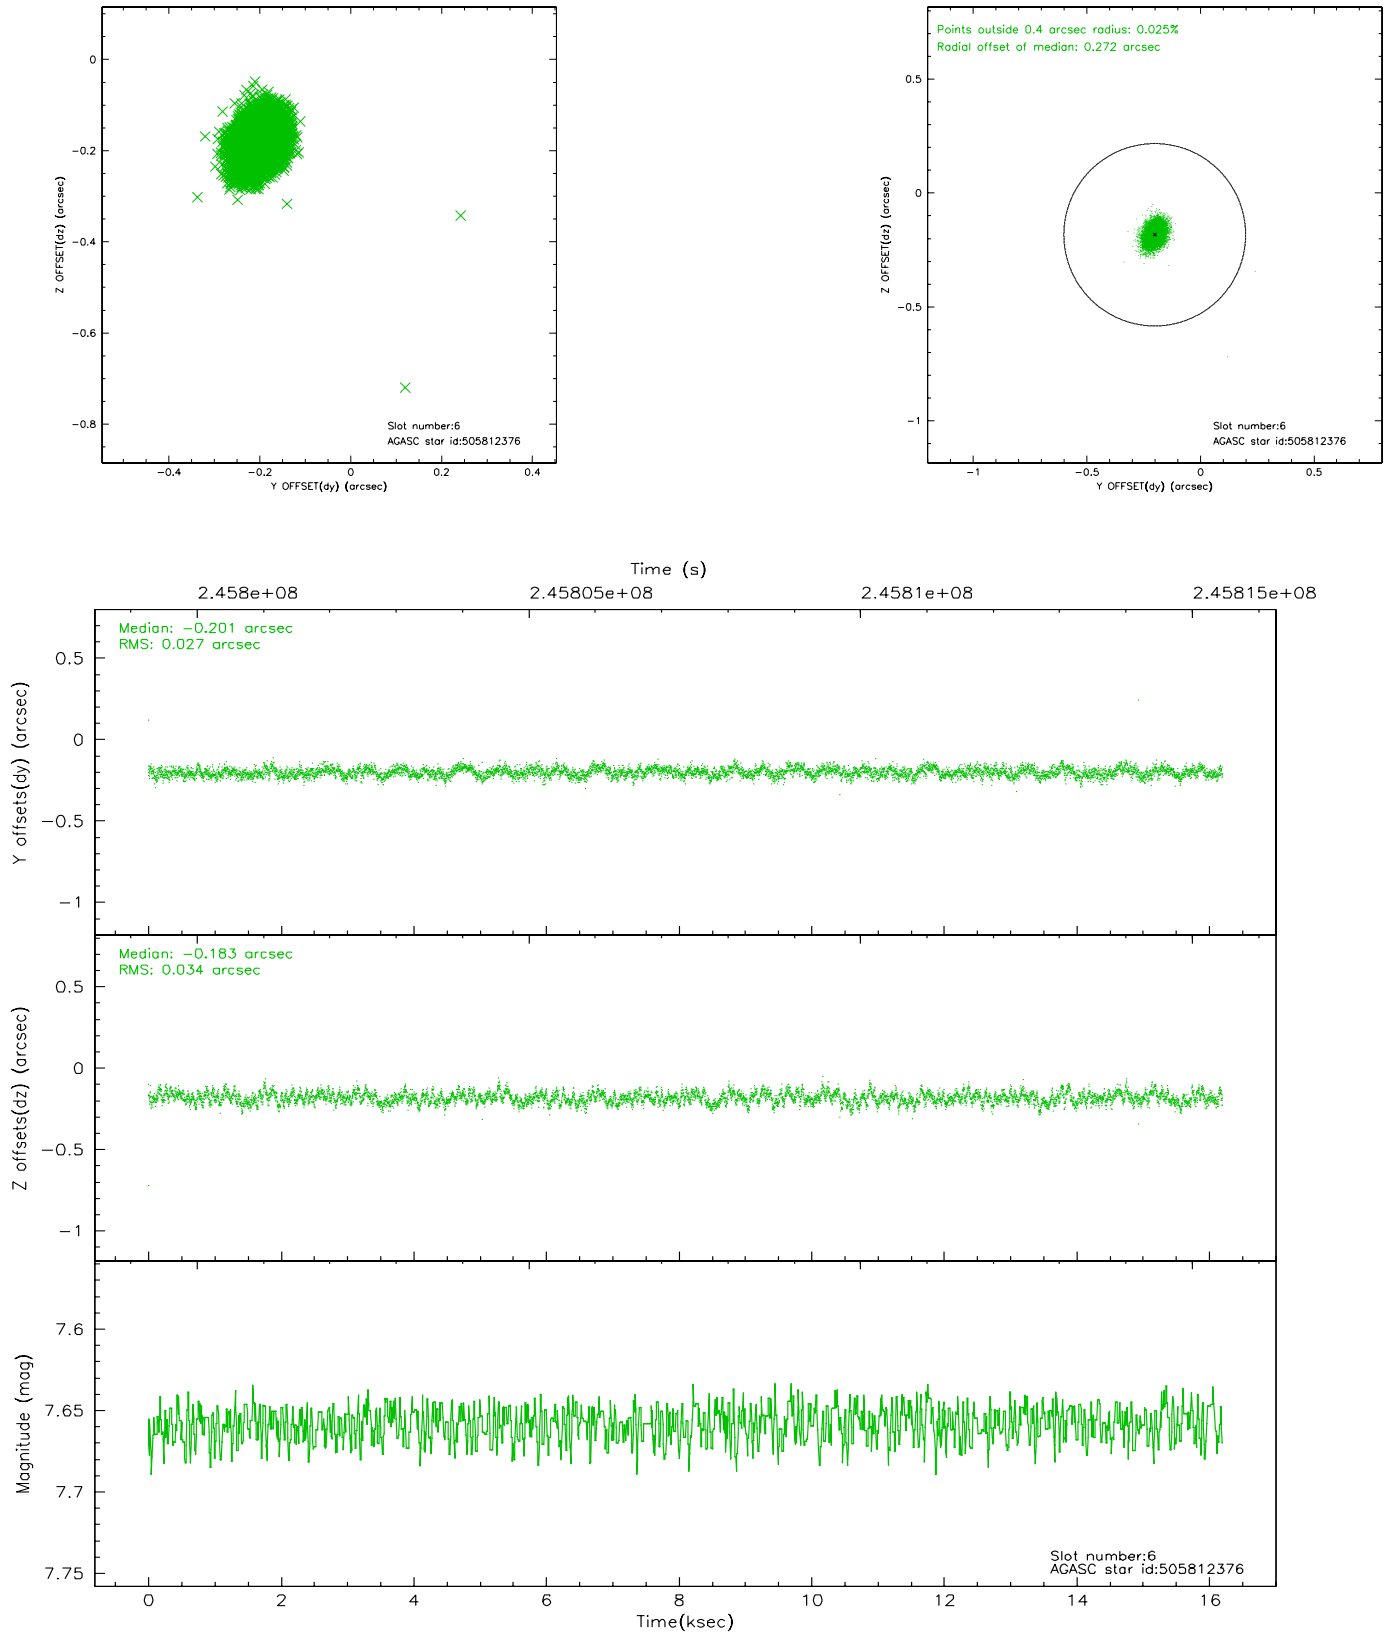 0
-0.2
-0.4
-0.6
-0.8
Z OFFSET(dz) (arcsec)
Slot number:6
AGASC star id:505812376
-0.4 -0.2 0 0.2 0.4
Y OFFSET(dy) (arcsec)
Points outside 0.4 arcsec radius: 0.025%
Radial offset of median: 0.272 arcsec
0.5
0
-0.5
-1
Z OFFSET(dz) (arcsec)
Slot number:6
AGASC star id:505812376
-1 -0.5 0 0.5
Y OFFSET(dy) (arcsec)
Time (s)
2.458e+08 2.45805e+08 2.4581e+08 2.45815e+08
Median: -0.201 arcsec
RMS: 0.027 arcsec
0.5
0
-0.5
-1
Y offsets(dy) (arcsec)
Median: -0.183 arcsec
RMS: 0.034 arcsec
0.5
0
-0.5
-1
Z offsets(dz) (arcsec)
7.6
7.65
7.7
7.75
Magnitude (mag)
Slot number:6
AGASC star id:505812376
0 2 4 6 8 10 12 14 16
Time(ksec)